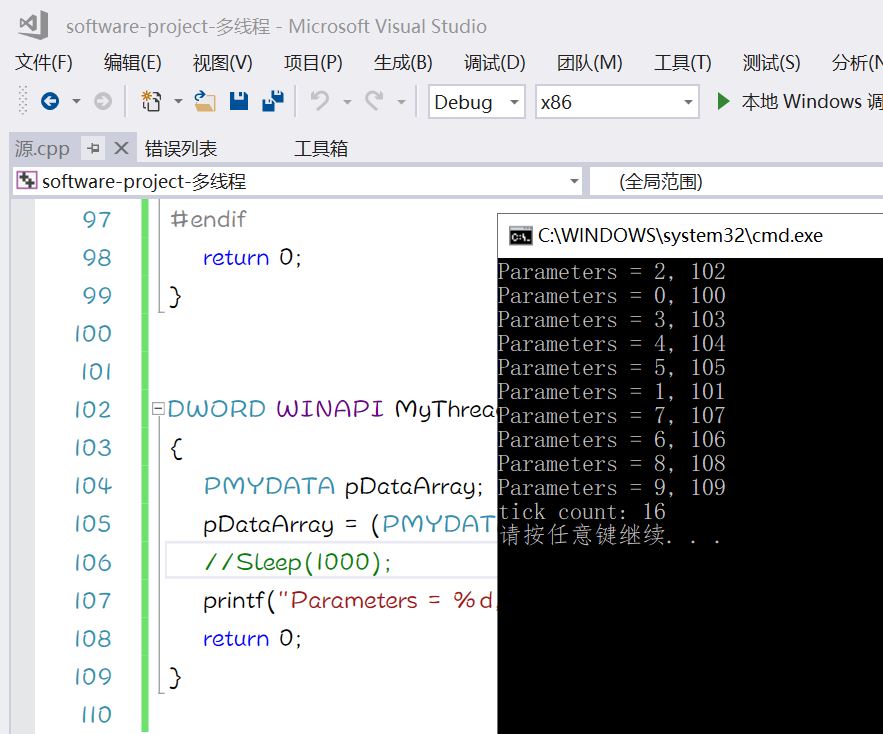 software-project-多线程 - Microsoft Visual Studio
文件(F) 编辑(E) 视图(V) 项目(P) 生成(B) 调试(D) 团队(M) 工具(T) 测试(S) 分析(N
Debug x86 本地 Windows 调
源.cpp 错误列表 工具箱
software-project-多线程 (全局范围)
97 #endif
98 return 0;
99 }
100
101
102 DWORD WINAPI MyThrea
103 {
104 PMYDATA pDataArray;
105 pDataArray = (PMYDAT
106 //Sleep(1000);
107 printf("Parameters = %d,
108 return 0;
109 }
110
C:\WINDOWS\system32\cmd.exe
Parameters = 2, 102
Parameters = 0, 100
Parameters = 3, 103
Parameters = 4, 104
Parameters = 5, 105
Parameters = 1, 101
Parameters = 7, 107
Parameters = 6, 106
Parameters = 8, 108
Parameters = 9, 109
tick count: 16
请按任意键继续. . .